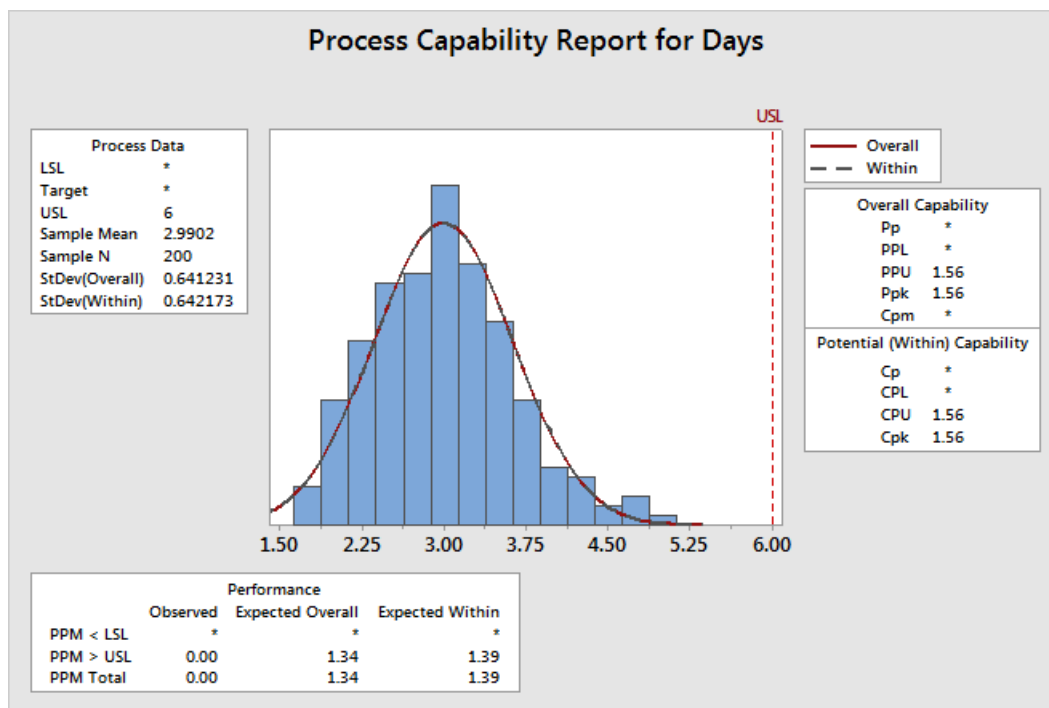 Process Capability Report for Days
USL
Process Data
LSL *
Target *
USL 6
Sample Mean 2.9902
Sample N 200
StDev(Overall) 0.641231
StDev(Within) 0.642173
Overall
Within
Overall Capability
Pp *
PPL *
PPU 1.56
Ppk 1.56
Cpm *
Potential (Within) Capability
Cp *
CPL *
CPU 1.56
Cpk 1.56
1.50 2.25 3.00 3.75 4.50 5.25 6.00
Performance
Observed Expected Overall Expected Within
PPM < LSL * * *
PPM > USL 0.00 1.34 1.39
PPM Total 0.00 1.34 1.39